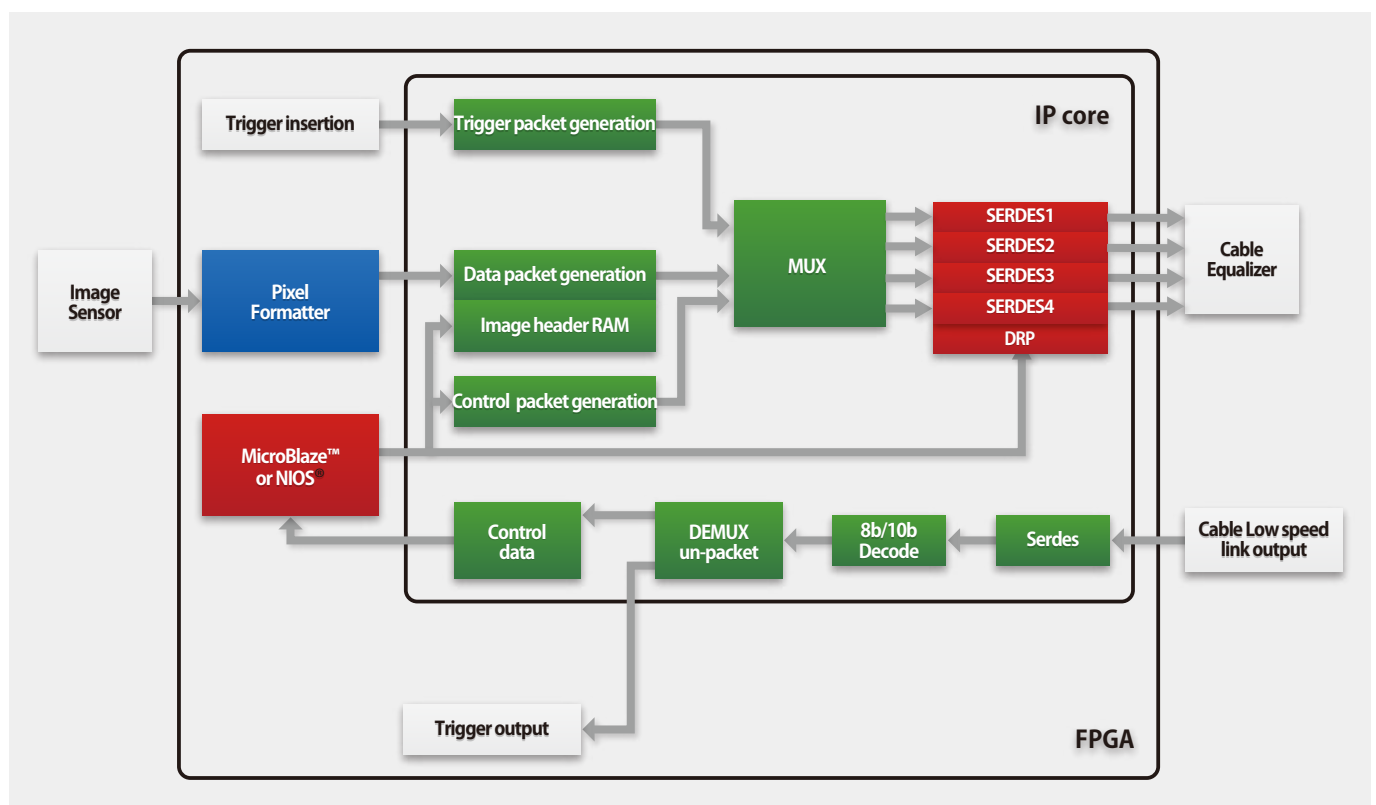 IP core
Trigger insertion
Trigger packet generation
Image
Sensor
Pixel
Formatter
Data packet generation
Image header RAM
Control packet generation
MUX
SERDES1
SERDES2
SERDES3
SERDES4
DRP
Cable
Equalizer
MicroBlaze™
or NIOS®
Control
data
DEMUX
un-packet
8b/10b
Decode
Serdes
Cable Low speed
link output
Trigger output
FPGA